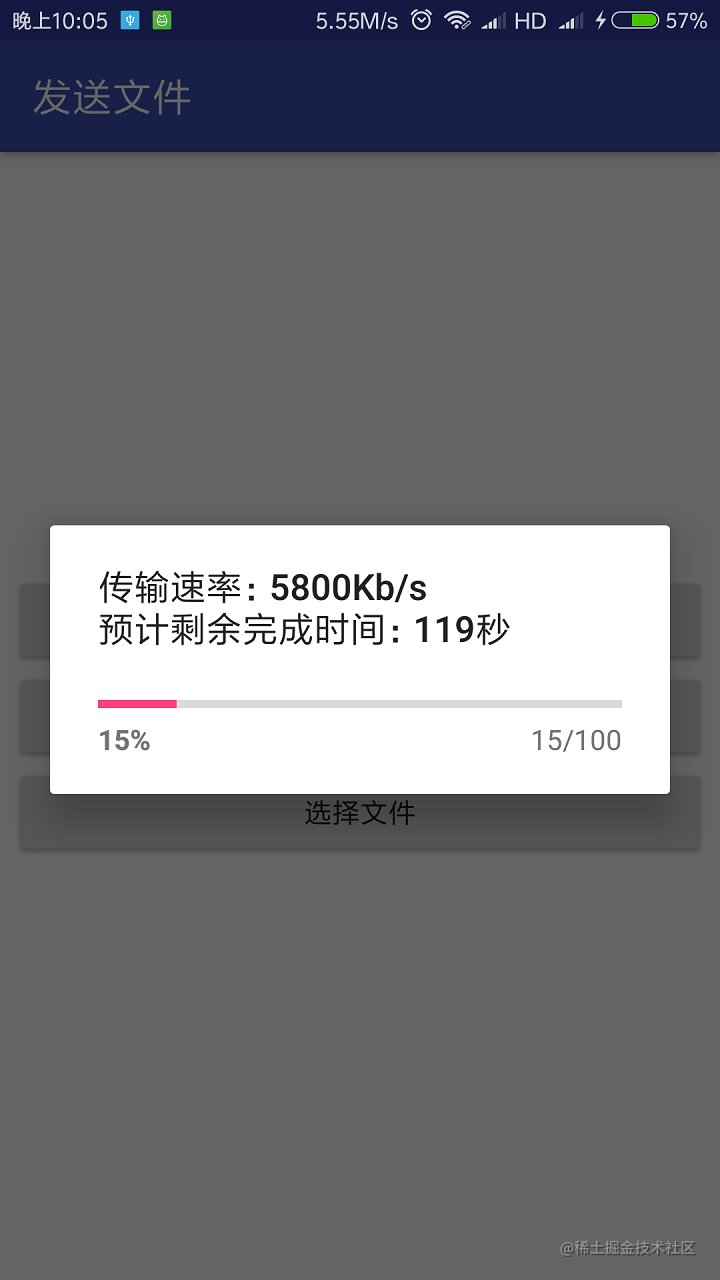 晚上10:05 5.55M/s HD 57%
发送文件
传输速率: 5800Kb/s
预计剩余完成时间: 119秒
15% 15/100
选择文件
@稀土掘金技术社区